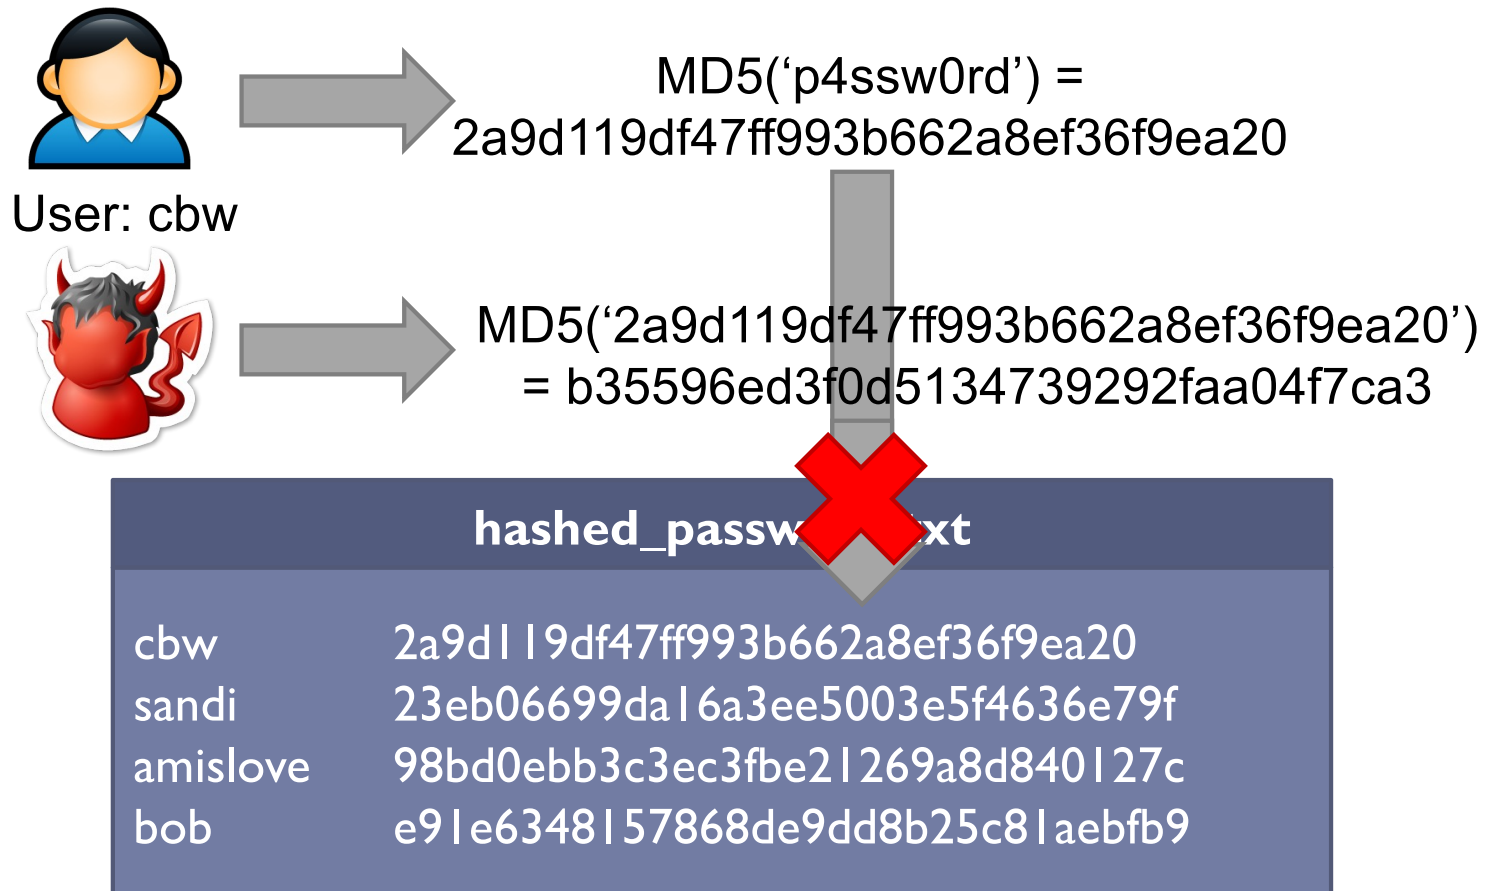 MD5(‘p4ssw0rd’) =
2a9d119df47ff993b662a8ef36f9ea20
User: cbw
MD5(‘2a9d119df47ff993b662a8ef36f9ea20’)
= b35596ed3f0d5134739292faa04f7ca3
hashed_passw xt
cbw 2a9d119df47ff993b662a8ef36f9ea20
sandi 23eb06699da16a3ee5003e5f4636e79f
amislove 98bd0ebb3c3ec3fbe21269a8d840127c
bob e91e6348157868de9dd8b25c81aebfb9